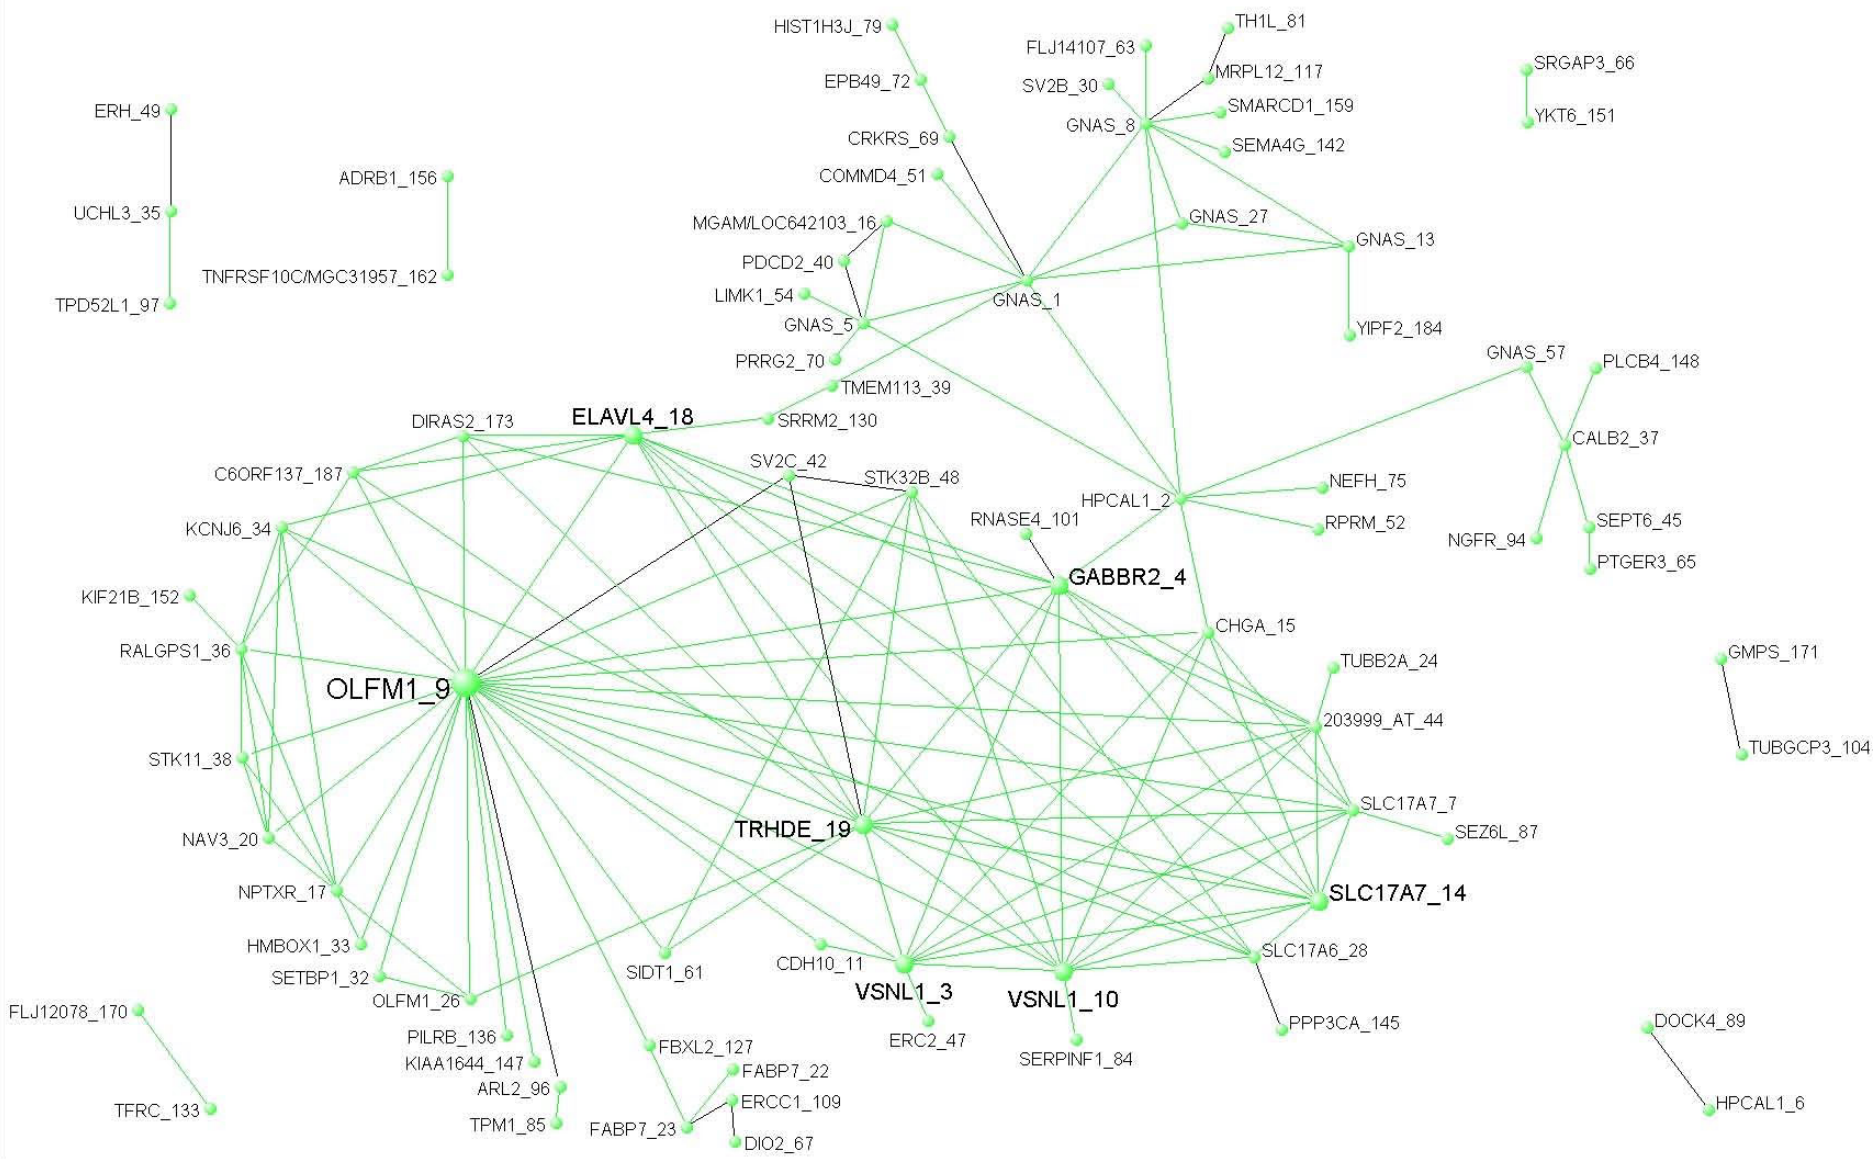 HIST1H3J_79
TH1L_81
FLJ14107_63
SRGAP3_66
MRPL12_117
EPB49_72
SV2B_30
ERH_49
SMARCD1_159
YKT6_151
GNAS_8
CRKRS_69
SEMA4G_142
COMMD4_51
ADRB1_156
UCHL3_35
GNAS_27
MGAM/LOC642103_16
GNAS_13
PDCD2_40
TNFRSF10C/MGC31957_162
LIMK1_54
GNAS_1
TPD52L1_97
GNAS_5
YIPF2_184
GNAS_57
PRRG2_70
PLCB4_148
TMEM113_39
ELAVL4_18
DIRAS2_173
SRRM2_130
CALB2_37
SV2C_42
C6ORF137_187
STK32B_48
NEFH_75
HPCAL1_2
RNASE4_101
RPRM_52
SEPT6_45
KCNJ6_34
NGFR_94
PTGER3_65
GABBR2_4
KIF21B_152
CHGA_15
RALGPS1_36
GMPS_171
TUBB2A_24
OLFM1_9
203999_AT_44
TUBGCP3_104
STK11_38
SLC17A7_7
TRHDE_19
SEZ6L_87
NAV3_20
NPTXR_17
SLC17A7_14
HMBOX1_33
SLC17A6_28
CDH10_11
SIDT1_61
SETBP1_32
VSNL1_3
VSNL1_10
OLFM1_26
FLJ12078_170
PPP3CA_145
DOCK4_89
PILRB_136
ERC2_47
FBXL2_127
SERPINF1_84
KIAA1644_147
FABP7_22
ARL2_96
ERCC1_109
HPCAL1_6
TFRC_133
TPM1_85
FABP7_23
DIO2_67